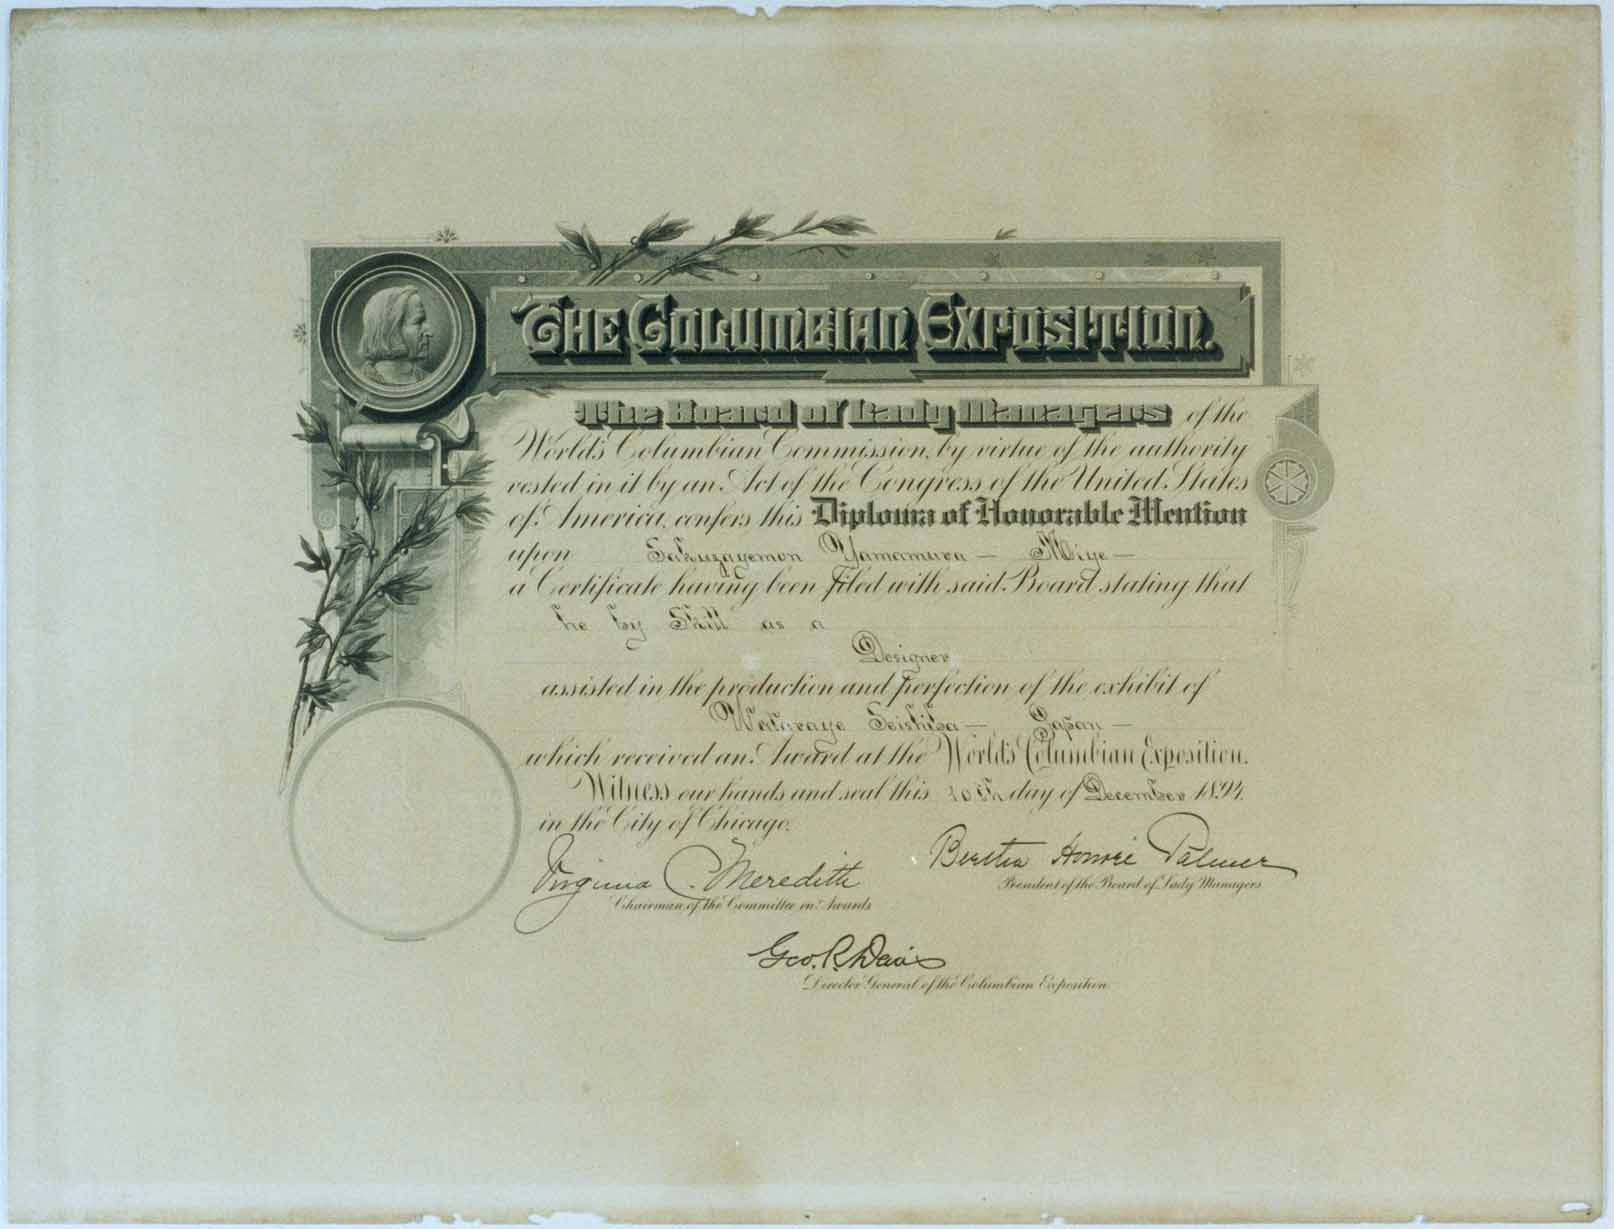 The Columbian Exposition.
The Board of Lady Managers of the
World's Columbian Commission, by virtue of the authority
vested in it by an Act of the Congress of the United States
of America, confers this Diploma of Honorable Mention
upon Sakuzayemon Yamamura — Miye —
a Certificate having been filed with said Board stating that
he by Skill as a
Designer
assisted in the production and perfection of the exhibit of
Wataraye Seishiba — Japan —
which received an Award at the World's Columbian Exposition.
Witness our hands and seal this 10th day of December 1894.
in the City of Chicago.
Bertha Honoré Palmer
President of the Board of Lady Managers
Virginia C. Meredith
Chairman of the Committee on Awards
Geo. R. Davis
Director General of the Columbian Exposition